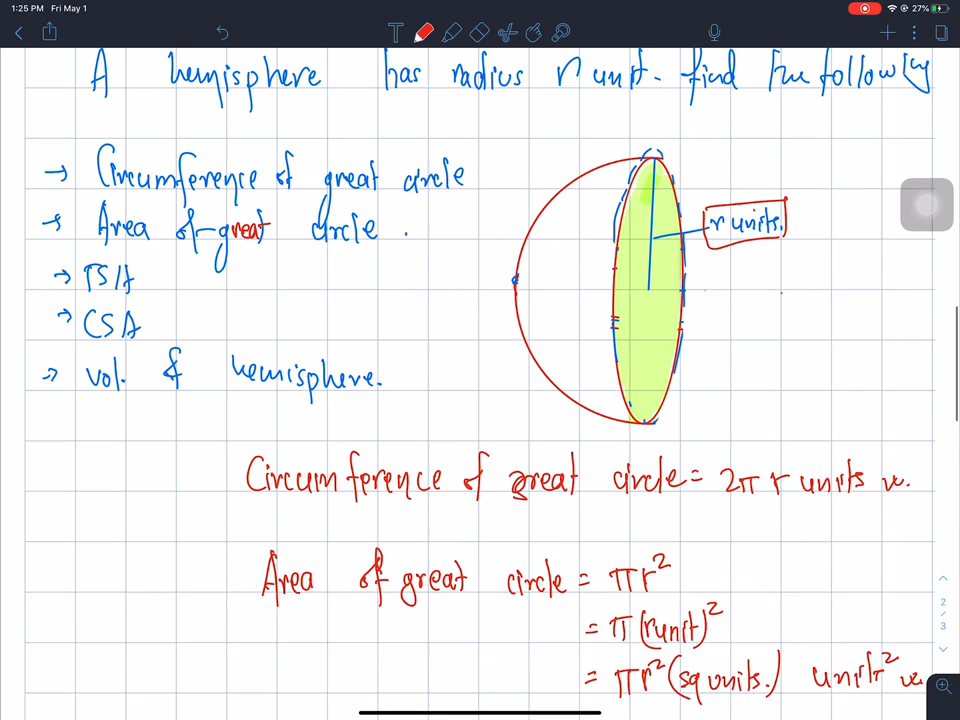 1:25 PM Fri May 1
27%
A hemisphere has radius r unit. find the following
→ Circumference of great circle
→ Area of great circle.
→ TSA
→ CSA
→ vol. of hemisphere.
r units.
Circumference of great circle = 2πr units
Area of great circle = πr²
= π(runit)²
= πr²(sq units.) unit²
2
/
3